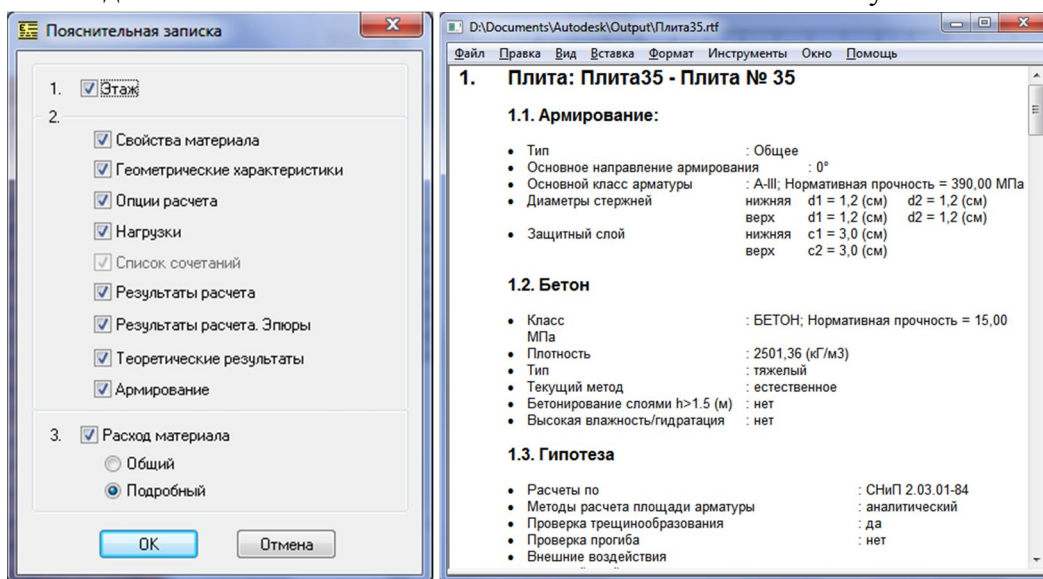 Пояснительная записка
1. Этаж
2.
Свойства материала
Геометрические характеристики
Опции расчета
Нагрузки
Список сочетаний
Результаты расчета
Результаты расчета. Эпюры
Теоретические результаты
Армирование
3. Расход материала
Общий
Подробный
OK Отмена
D:\Documents\Autodesk\Output\Плита35.rtf
Файл Правка Вид Вставка Формат Инструменты Окно Помощь
1. Плита: Плита35 - Плита № 35
1.1. Армирование:
• Тип : Общее
• Основное направление армирования : 0°
• Основной класс арматуры : A-III; Нормативная прочность = 390,00 МПа
• Диаметры стержней нижняя d1 = 1,2 (см) d2 = 1,2 (см)
верх d1 = 1,2 (см) d2 = 1,2 (см)
• Защитный слой нижняя c1 = 3,0 (см)
верх c2 = 3,0 (см)
1.2. Бетон
• Класс : БЕТОН; Нормативная прочность = 15,00
МПа
• Плотность : 2501,36 (кГ/м3)
• Тип : тяжелый
• Текущий метод : естественное
• Бетонирование слоями h>1.5 (м) : нет
• Высокая влажность/гидратация : нет
1.3. Гипотеза
• Расчеты по : СНиП 2.03.01-84
• Методы расчета площади арматуры : аналитический
• Проверка трещинообразования : да
• Проверка прогиба : нет
• Внешние воздействия